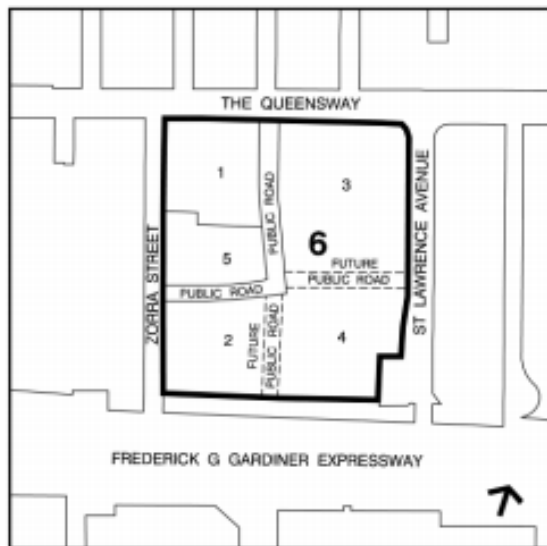 THE QUEENSWAY
1
3
PUBLIC ROAD
ST LAWRENCE AVENUE
6
ZORRA STREET
5
FUTURE
PUBLIC ROAD
PUBLIC ROAD
2
FUTURE
PUBLIC ROAD
4
FREDERICK G GARDINER EXPRESSWAY